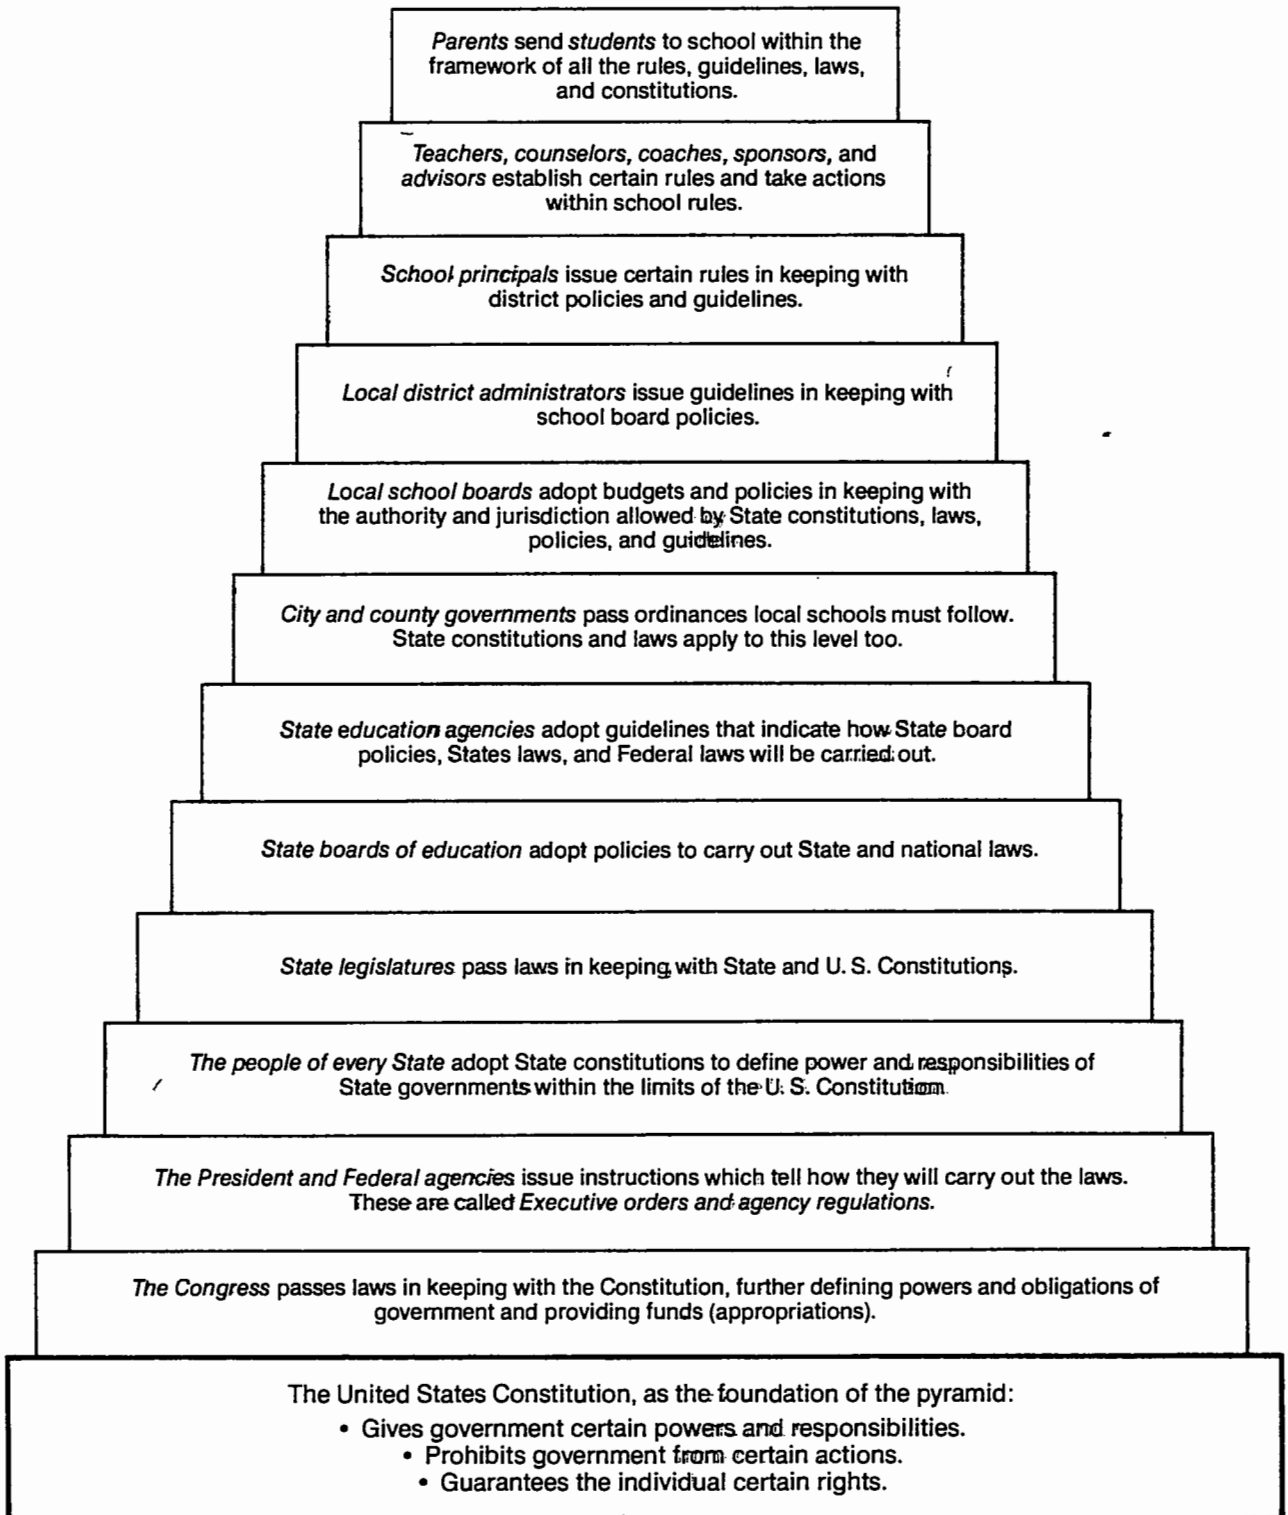 Parents send students to school within the
framework of all the rules, guidelines, laws,
and constitutions.
Teachers, counselors, coaches, sponsors, and
advisors establish certain rules and take actions
within school rules.
School principals issue certain rules in keeping with
district policies and guidelines.
Local district administrators issue guidelines in keeping with
school board policies.
Local school boards adopt budgets and policies in keeping with
the authority and jurisdiction allowed by State constitutions, laws,
policies, and guidelines.
City and county governments pass ordinances local schools must follow.
State constitutions and laws apply to this level too.
State education agencies adopt guidelines that indicate how State board
policies, States laws, and Federal laws will be carried out.
State boards of education adopt policies to carry out State and national laws.
State legislatures pass laws in keeping with State and U. S. Constitutions.
The people of every State adopt State constitutions to define power and responsibilities of
State governments within the limits of the U. S. Constitution.
The President and Federal agencies issue instructions which tell how they will carry out the laws.
These are called Executive orders and agency regulations.
The Congress passes laws in keeping with the Constitution, further defining powers and obligations of
government and providing funds (appropriations).
The United States Constitution, as the foundation of the pyramid:
• Gives government certain powers and responsibilities.
• Prohibits government from certain actions.
• Guarantees the individual certain rights.